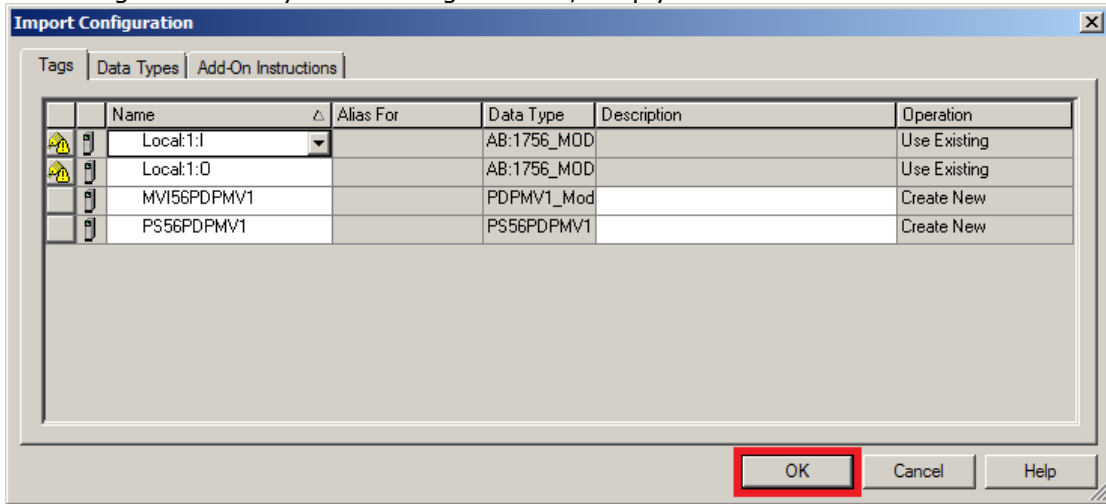 Import Configuration
Tags Data Types Add-On Instructions
Name Alias For Data Type Description Operation
Local:1:I AB:1756_MOD Use Existing
Local:1:O AB:1756_MOD Use Existing
MVI56PDPMV1 PDPMV1_Mod Create New
PS56PDPMV1 PS56PDPMV1 Create New
OK Cancel Help